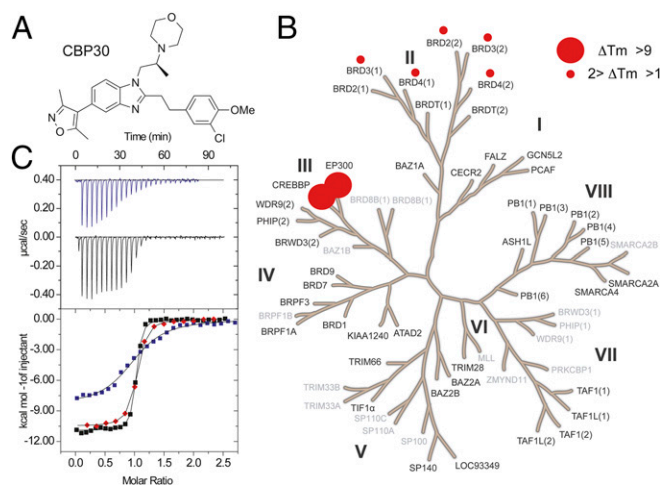 A
CBP30
N
O
N
N
O
N
OMe
Cl
B
ΔTm >9
2> ΔTm >1
C
Time (min)
0 30 60 90
0.40
0.00
-0.20
-0.40
µcal/sec
0.00
-3.00
-6.00
-9.00
-12.00
kcal mol -1of injectant
0.0 0.5 1.0 1.5 2.0 2.5
Molar Ratio
I
II
III
IV
V
VI
VII
VIII
BRD2(2)
BRD3(2)
BRD3(1)
BRD4(1)
BRD4(2)
BRD2(1)
BRDT(1)
BRDT(2)
BAZ1A
CECR2
FALZ
GCN5L2
PCAF
EP300
CREBBP
WDR9(2)
PHIP(2)
BRWD3(2)
BRD8B(1)
BRD8B(1)
BAZ1B
BRD9
BRD7
BRPF3
BRPF1B
BRPF1A
BRD1
KIAA1240
ATAD2
TRIM66
TRIM33B
TRIM33A
TIF1α
SP110C
SP110A
SP100
SP140
LOC93349
BAZ2B
BAZ2A
TRIM28
MLL
ZMYND11
PRKCBP1
TAF1(1)
TAF1L(1)
TAF1(2)
TAF1L(2)
BRWD3(1)
PHIP(1)
WDR9(1)
PB1(6)
ASH1L
PB1(1)
PB1(3)
PB1(2)
PB1(4)
PB1(5)
SMARCA2B
SMARCA2A
SMARCA4